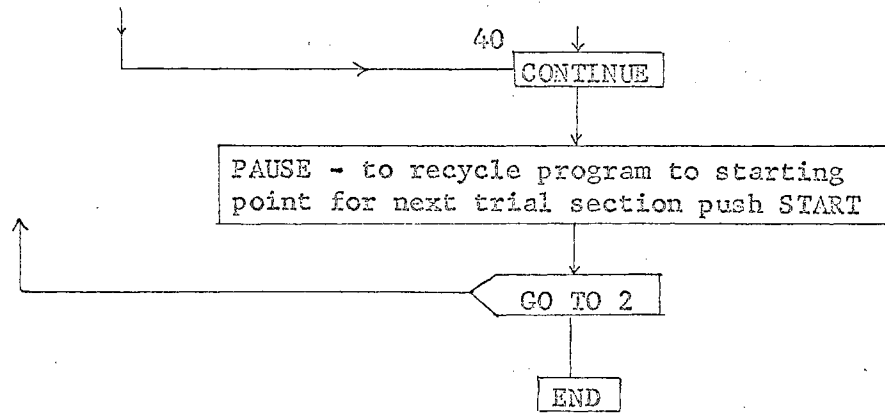 40
CONTINUE
PAUSE - to recycle program to starting
point for next trial section push START
GO TO 2
END